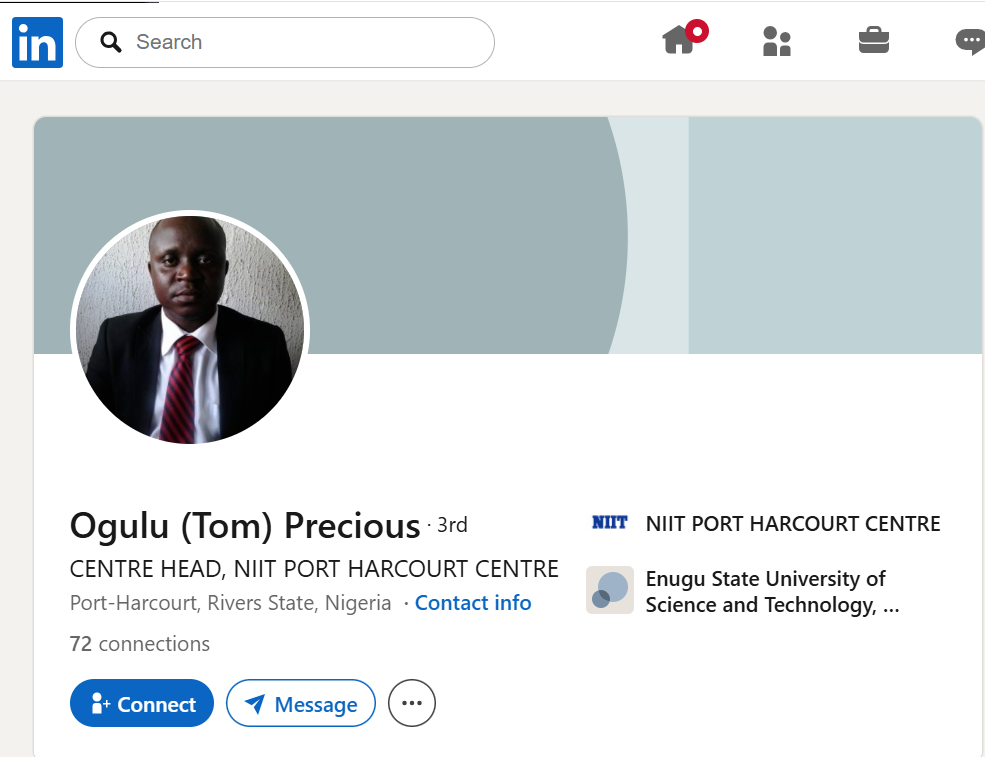 in Search
Ogulu (Tom) Precious · 3rd
CENTRE HEAD, NIIT PORT HARCOURT CENTRE
Port-Harcourt, Rivers State, Nigeria · Contact info
72 connections
Connect Message
NIIT NIIT PORT HARCOURT CENTRE
Enugu State University of
Science and Technology, ...